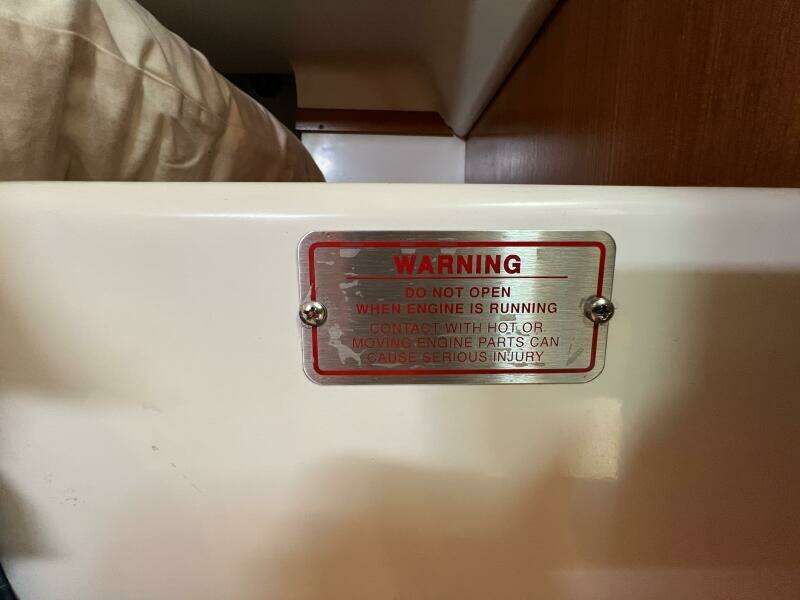 WARNING
DO NOT OPEN
WHEN ENGINE IS RUNNING
CONTACT WITH HOT OR
MOVING ENGINE PARTS CAN
CAUSE SERIOUS INJURY